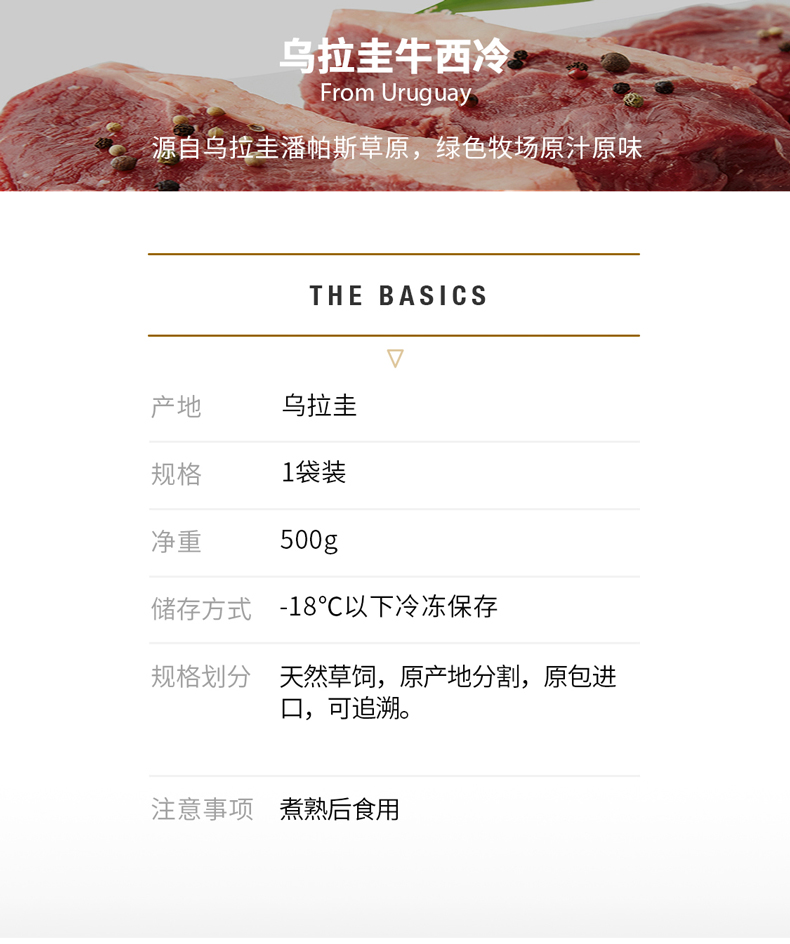 乌拉圭牛西冷
From Uruguay
源自乌拉圭潘帕斯草原，绿色牧场原汁原味
THE BASICS
产地 乌拉圭
规格 1袋装
净重 500g
储存方式 -18℃以下冷冻保存
规格划分 天然草饲，原产地分割，原包进
口，可追溯。
注意事项 煮熟后食用